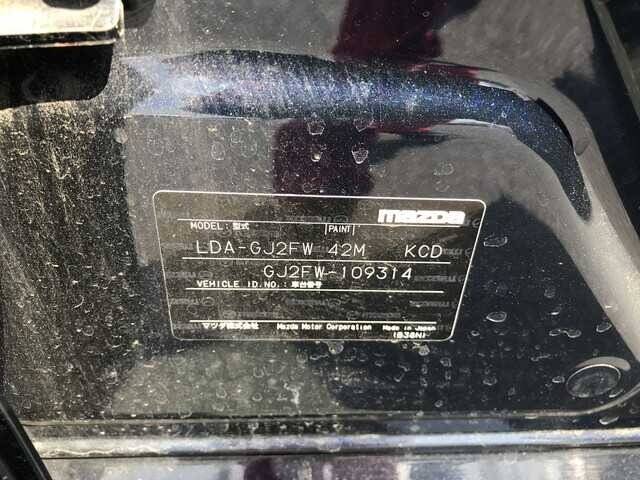 mazda
MODEL: 型式 PAINT
LDA-GJ2FW 42M KCD
GJ2FW-109314
VEHICLE ID.NO.: 車台番号
マツダ株式会社 Mazda Motor Corporation Made in Japan